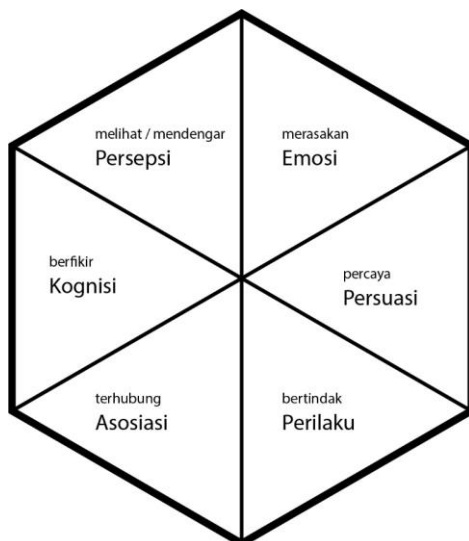 melihat / mendengar
Persepsi
merasakan
Emosi
berfikir
Kognisi
percaya
Persuasi
terhubung
Asosiasi
bertindak
Perilaku